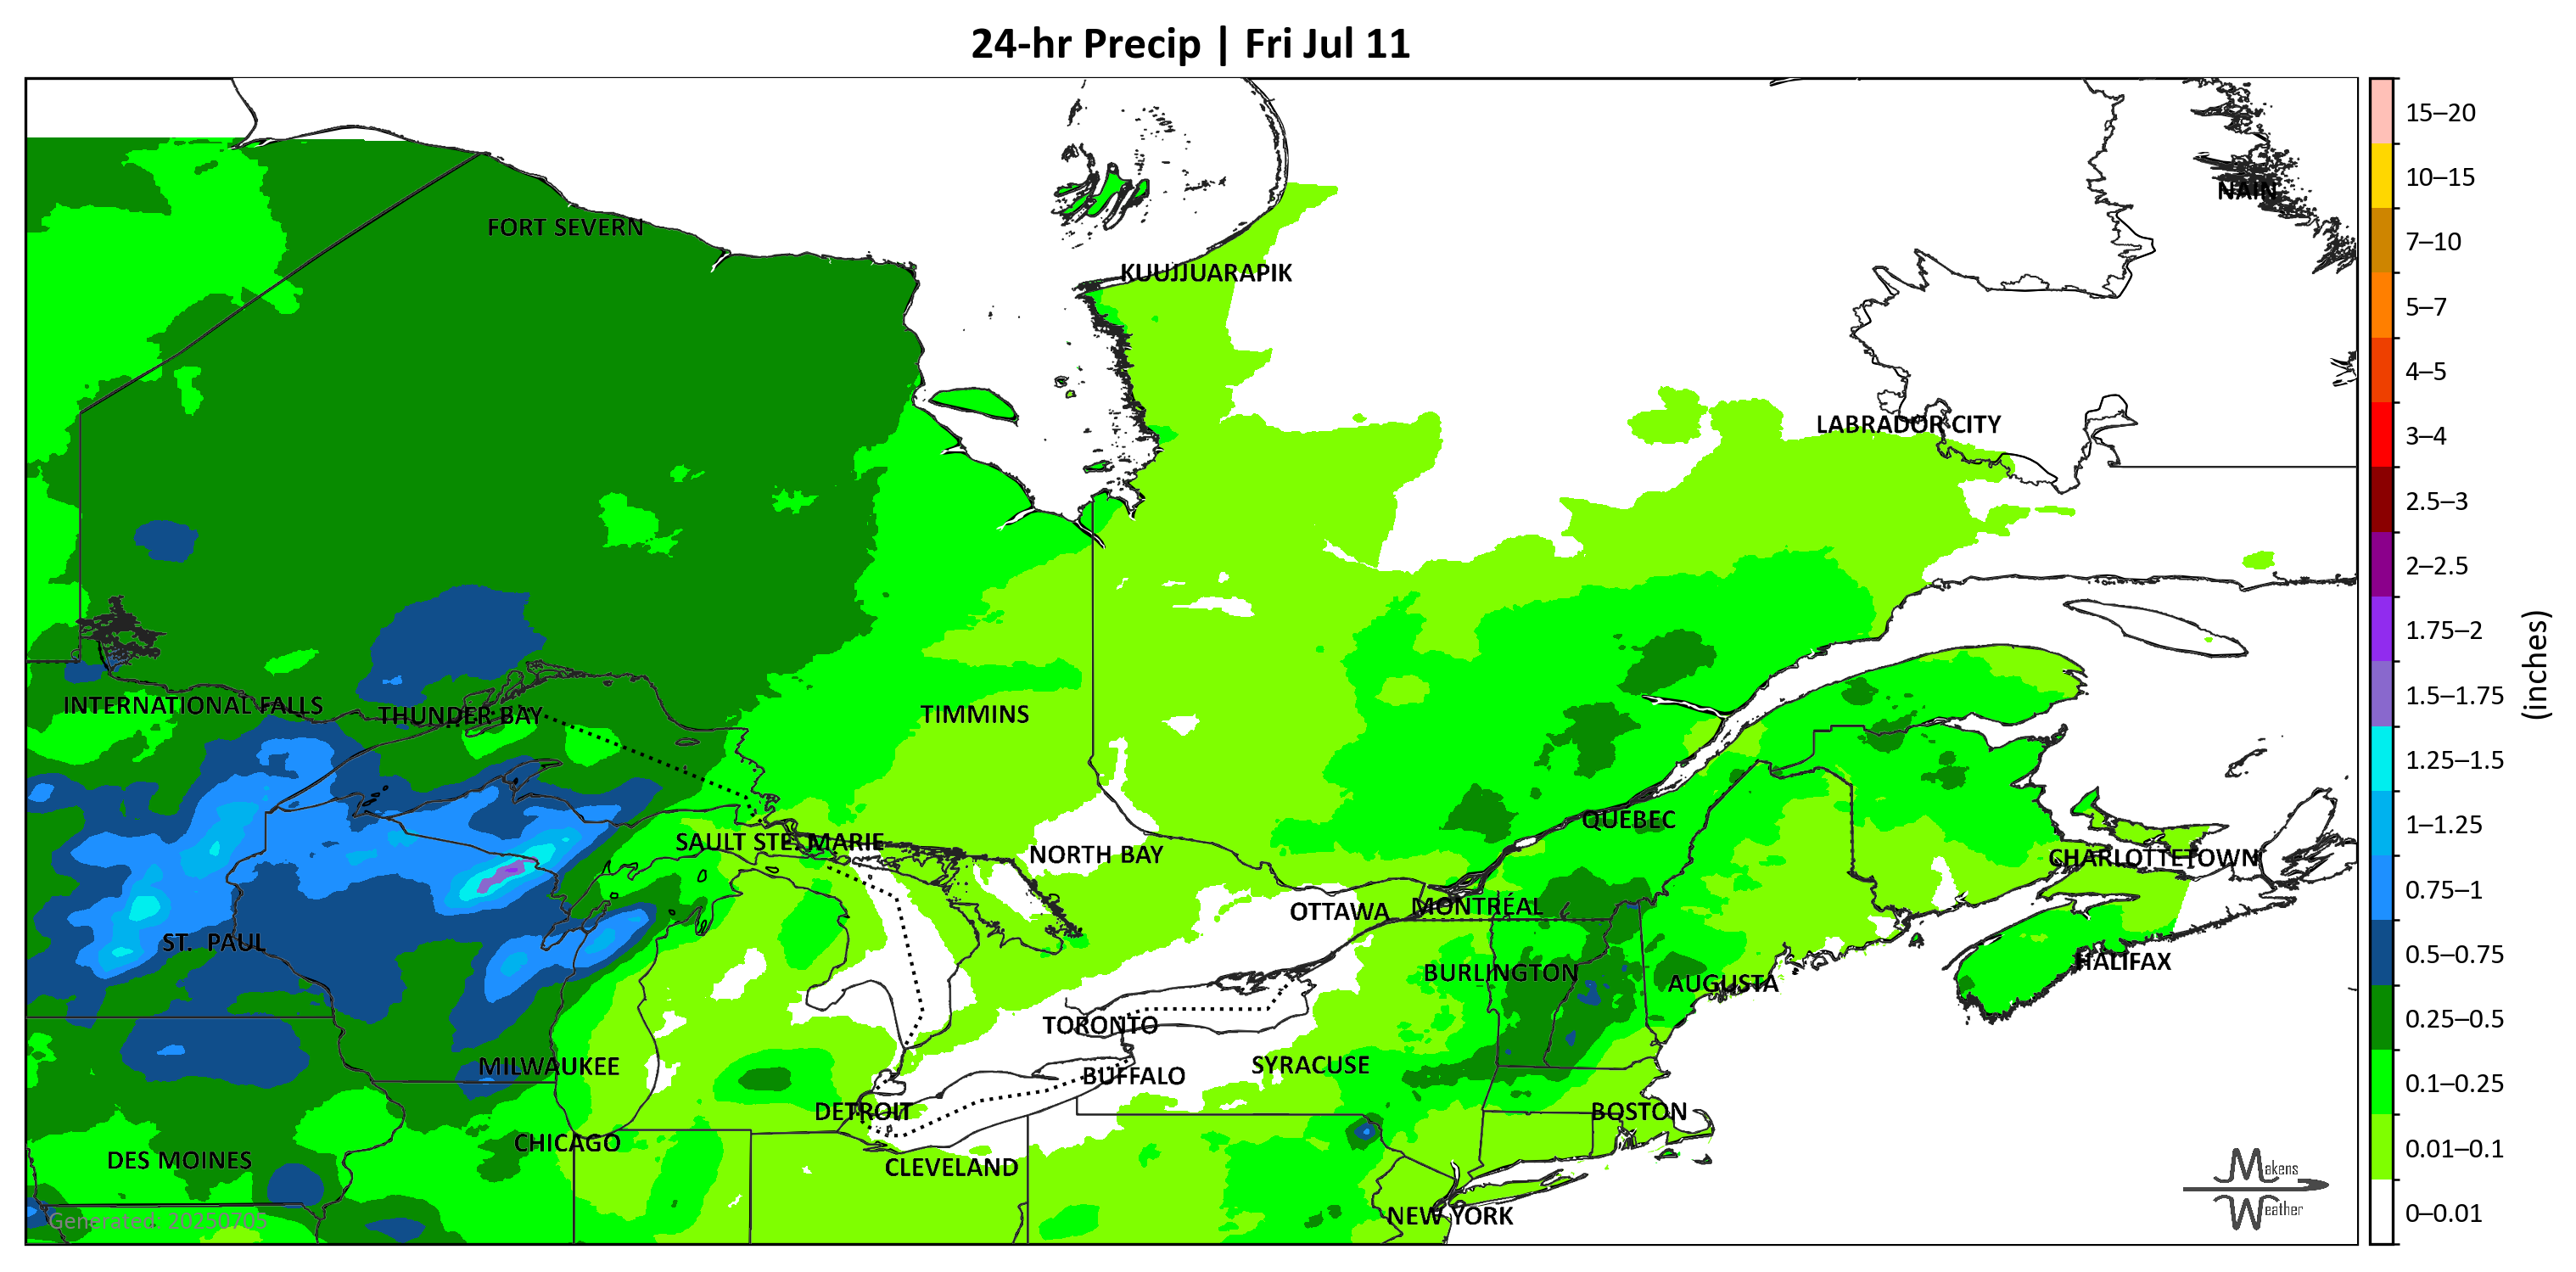 24-hr Precip | Fri Jul 11
NAIN
FORT SEVERN
KUUJJUARAPIK
LABRADOR CITY
INTERNATIONAL FALLS
THUNDER BAY
TIMMINS
QUEBEC
SAULT STE. MARIE
NORTH BAY
CHARLOTTETOWN
OTTAWA
MONTRÉAL
ST. PAUL
HALIFAX
BURLINGTON
AUGUSTA
TORONTO
MILWAUKEE
SYRACUSE
BUFFALO
DETROIT
BOSTON
CHICAGO
DES MOINES
CLEVELAND
NEW YORK
Generated: 20250705
Makens
Weather
15–20
10–15
7–10
5–7
4–5
3–4
2.5–3
2–2.5
1.75–2
1.5–1.75
1.25–1.5
1–1.25
0.75–1
0.5–0.75
0.25–0.5
0.1–0.25
0.01–0.1
0–0.01
(inches)